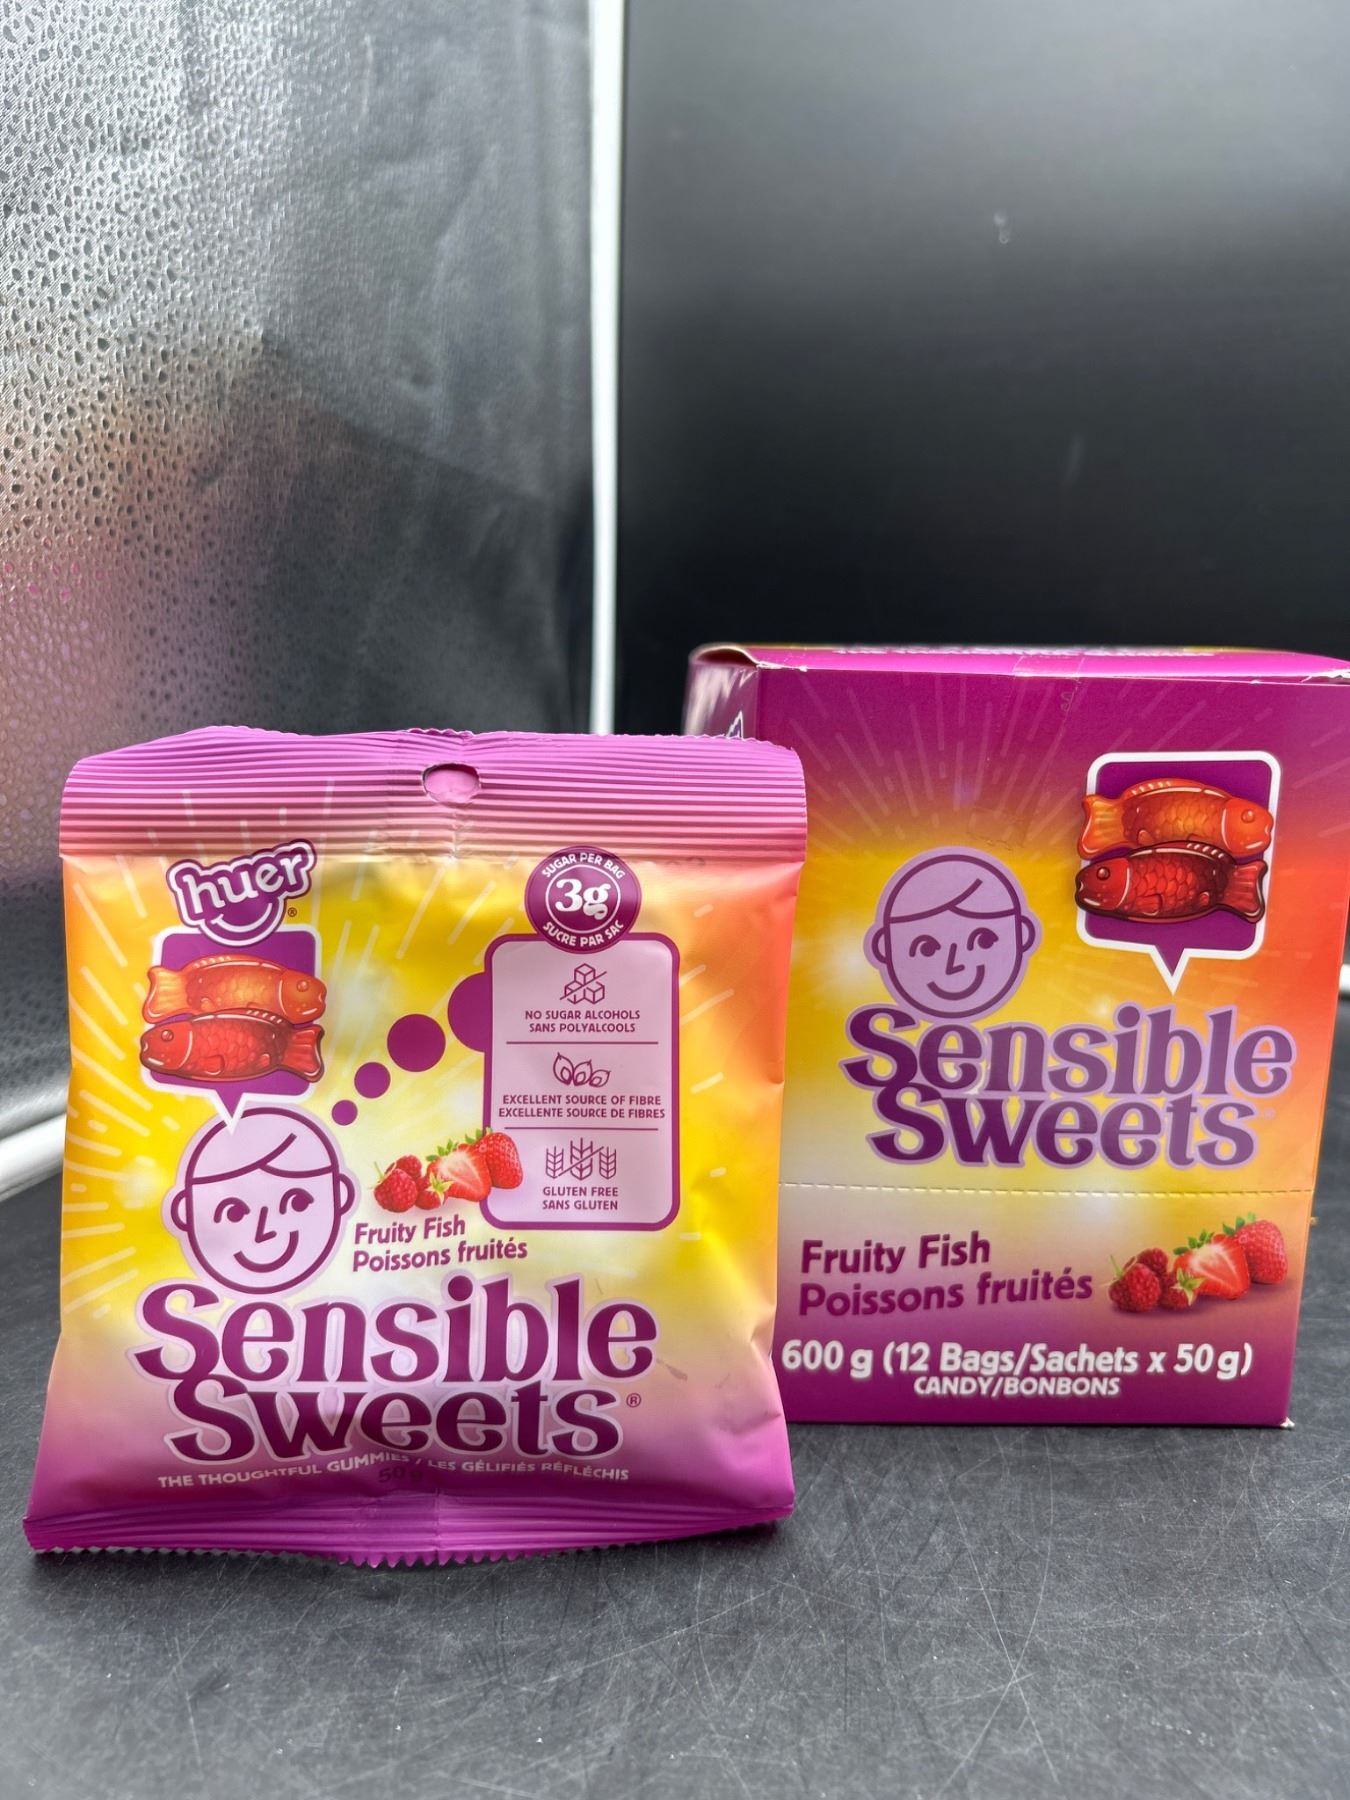 huer®
SUGAR PER BAG
3g
SUCRE PAR SAC
NO SUGAR ALCOHOLS
SANS POLYALCOOLS
EXCELLENT SOURCE OF FIBRE
EXCELLENTE SOURCE DE FIBRES
GLUTEN FREE
SANS GLUTEN
Fruity Fish
Poissons fruités
Sensible
Sweets®
THE THOUGHTFUL GUMMIES / LES GÉLIFIÉS RÉFLÉCHIS
50 g
Sensible
Sweets®
Fruity Fish
Poissons fruités
600 g (12 Bags/Sachets x 50 g)
CANDY/BONBONS